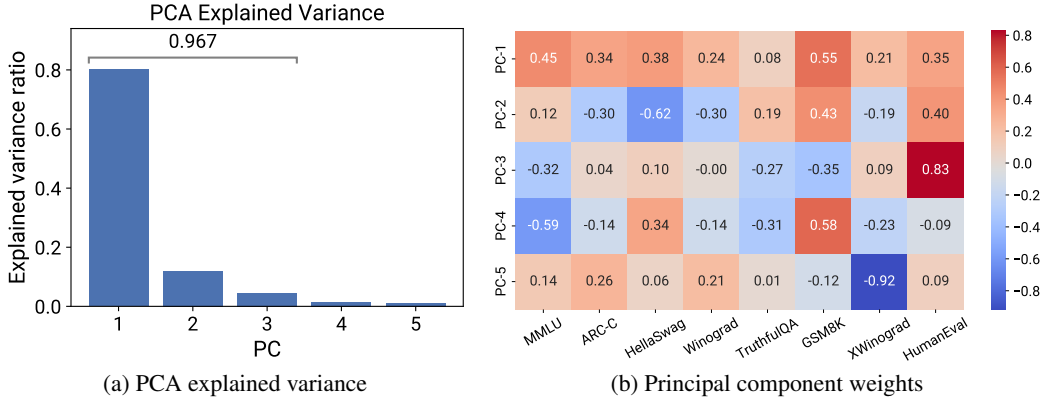 PCA Explained Variance
0.967
Explained variance ratio
0.8
0.6
0.4
0.2
0.0
1 2 3 4 5
PC
(a) PCA explained variance
PC-1 0.45 0.34 0.38 0.24 0.08 0.55 0.21 0.35
PC-2 0.12 -0.30 -0.62 -0.30 0.19 0.43 -0.19 0.40
PC-3 -0.32 0.04 0.10 -0.00 -0.27 -0.35 0.09 0.83
PC-4 -0.59 -0.14 0.34 -0.14 -0.31 0.58 -0.23 -0.09
PC-5 0.14 0.26 0.06 0.21 0.01 -0.12 -0.92 0.09
MMLU ARC-C HellaSwag Winograd TruthfulQA GSM8K XWinograd HumanEval
0.8
0.6
0.4
0.2
0.0
-0.2
-0.4
-0.6
-0.8
(b) Principal component weights